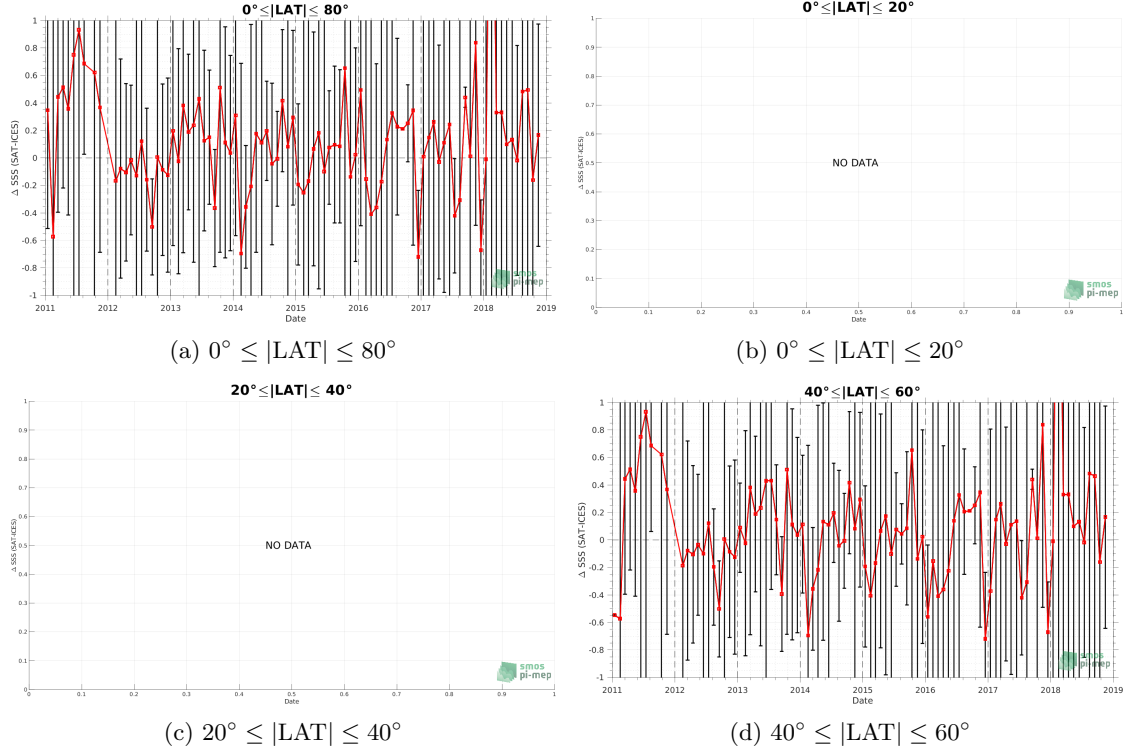 0°≤|LAT|≤ 80°
1
0.8
0.6
0.4
0.2
0
-0.2
-0.4
-0.6
-0.8
-1
Δ SSS (SAT-ICES)
2011 2012 2013 2014 2015 2016 2017 2018 2019
Date
smos
pi-mep
(a) 0° ≤ |LAT| ≤ 80°
0°≤|LAT|≤ 20°
1
0.9
0.8
0.7
0.6
0.5
0.4
0.3
0.2
0.1
0
Δ SSS (SAT-ICES)
NO DATA
0 0.1 0.2 0.3 0.4 0.5 0.6 0.7 0.8 0.9 1
Date
smos
pi-mep
(b) 0° ≤ |LAT| ≤ 20°
20°≤|LAT|≤ 40°
1
0.9
0.8
0.7
0.6
0.5
0.4
0.3
0.2
0.1
0
Δ SSS (SAT-ICES)
NO DATA
0 0.1 0.2 0.3 0.4 0.5 0.6 0.7 0.8 0.9 1
Date
smos
pi-mep
(c) 20° ≤ |LAT| ≤ 40°
40°≤|LAT|≤ 60°
1
0.8
0.6
0.4
0.2
0
-0.2
-0.4
-0.6
-0.8
-1
Δ SSS (SAT-ICES)
2011 2012 2013 2014 2015 2016 2017 2018 2019
Date
smos
pi-mep
(d) 40° ≤ |LAT| ≤ 60°